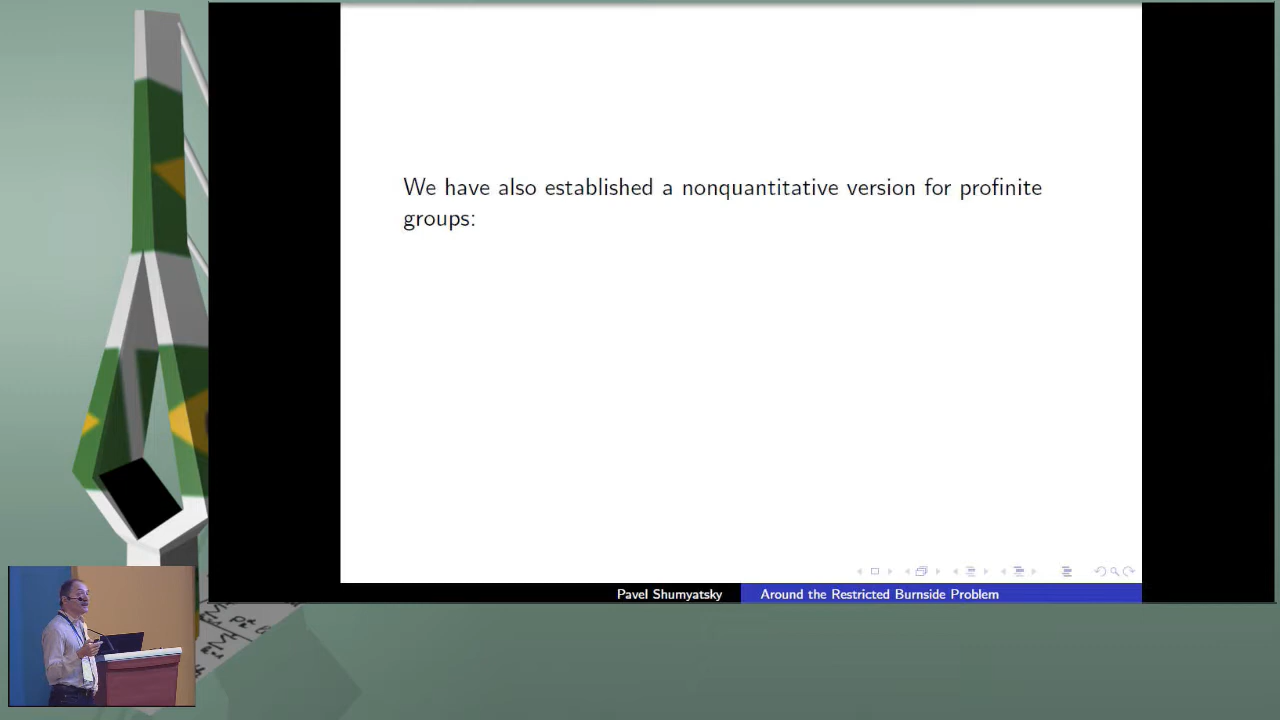 We have also established a nonquantitative version for profinite
groups:
Pavel Shumyatsky
Around the Restricted Burnside Problem